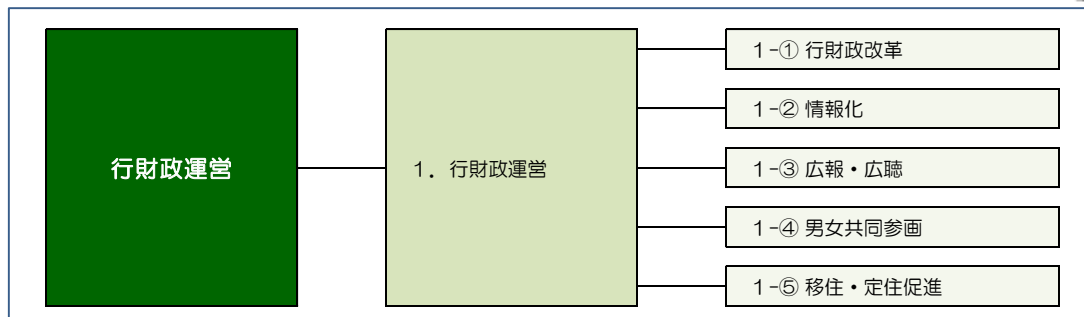 行財政運営
１．行財政運営
１-① 行財政改革
１-② 情報化
１-③ 広報・広聴
１-④ 男女共同参画
１-⑤ 移住・定住促進